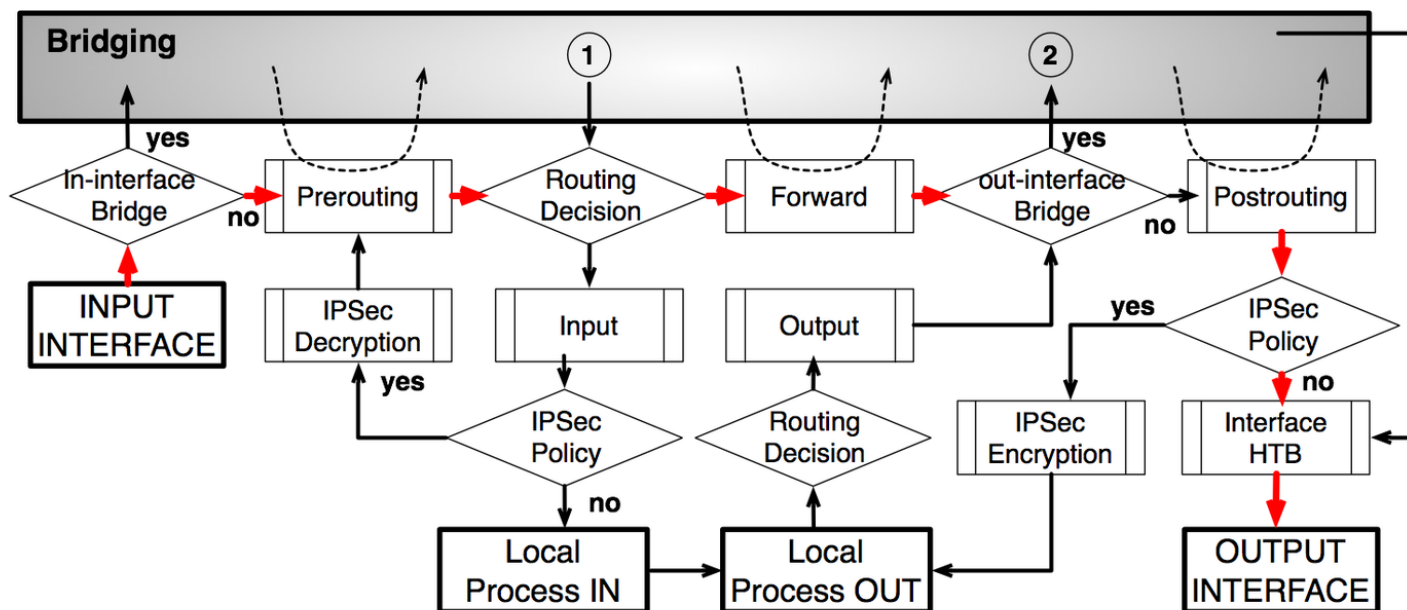 Bridging
1
2
yes
yes
In-interface
Bridge
no
Prerouting
Routing
Decision
Forward
out-interface
Bridge
no
Postrouting
INPUT
INTERFACE
IPSec
Decryption
yes
Input
Output
yes
IPSec
Policy
no
IPSec
Policy
no
Routing
Decision
IPSec
Encryption
Interface
HTB
Local
Process IN
Local
Process OUT
OUTPUT
INTERFACE